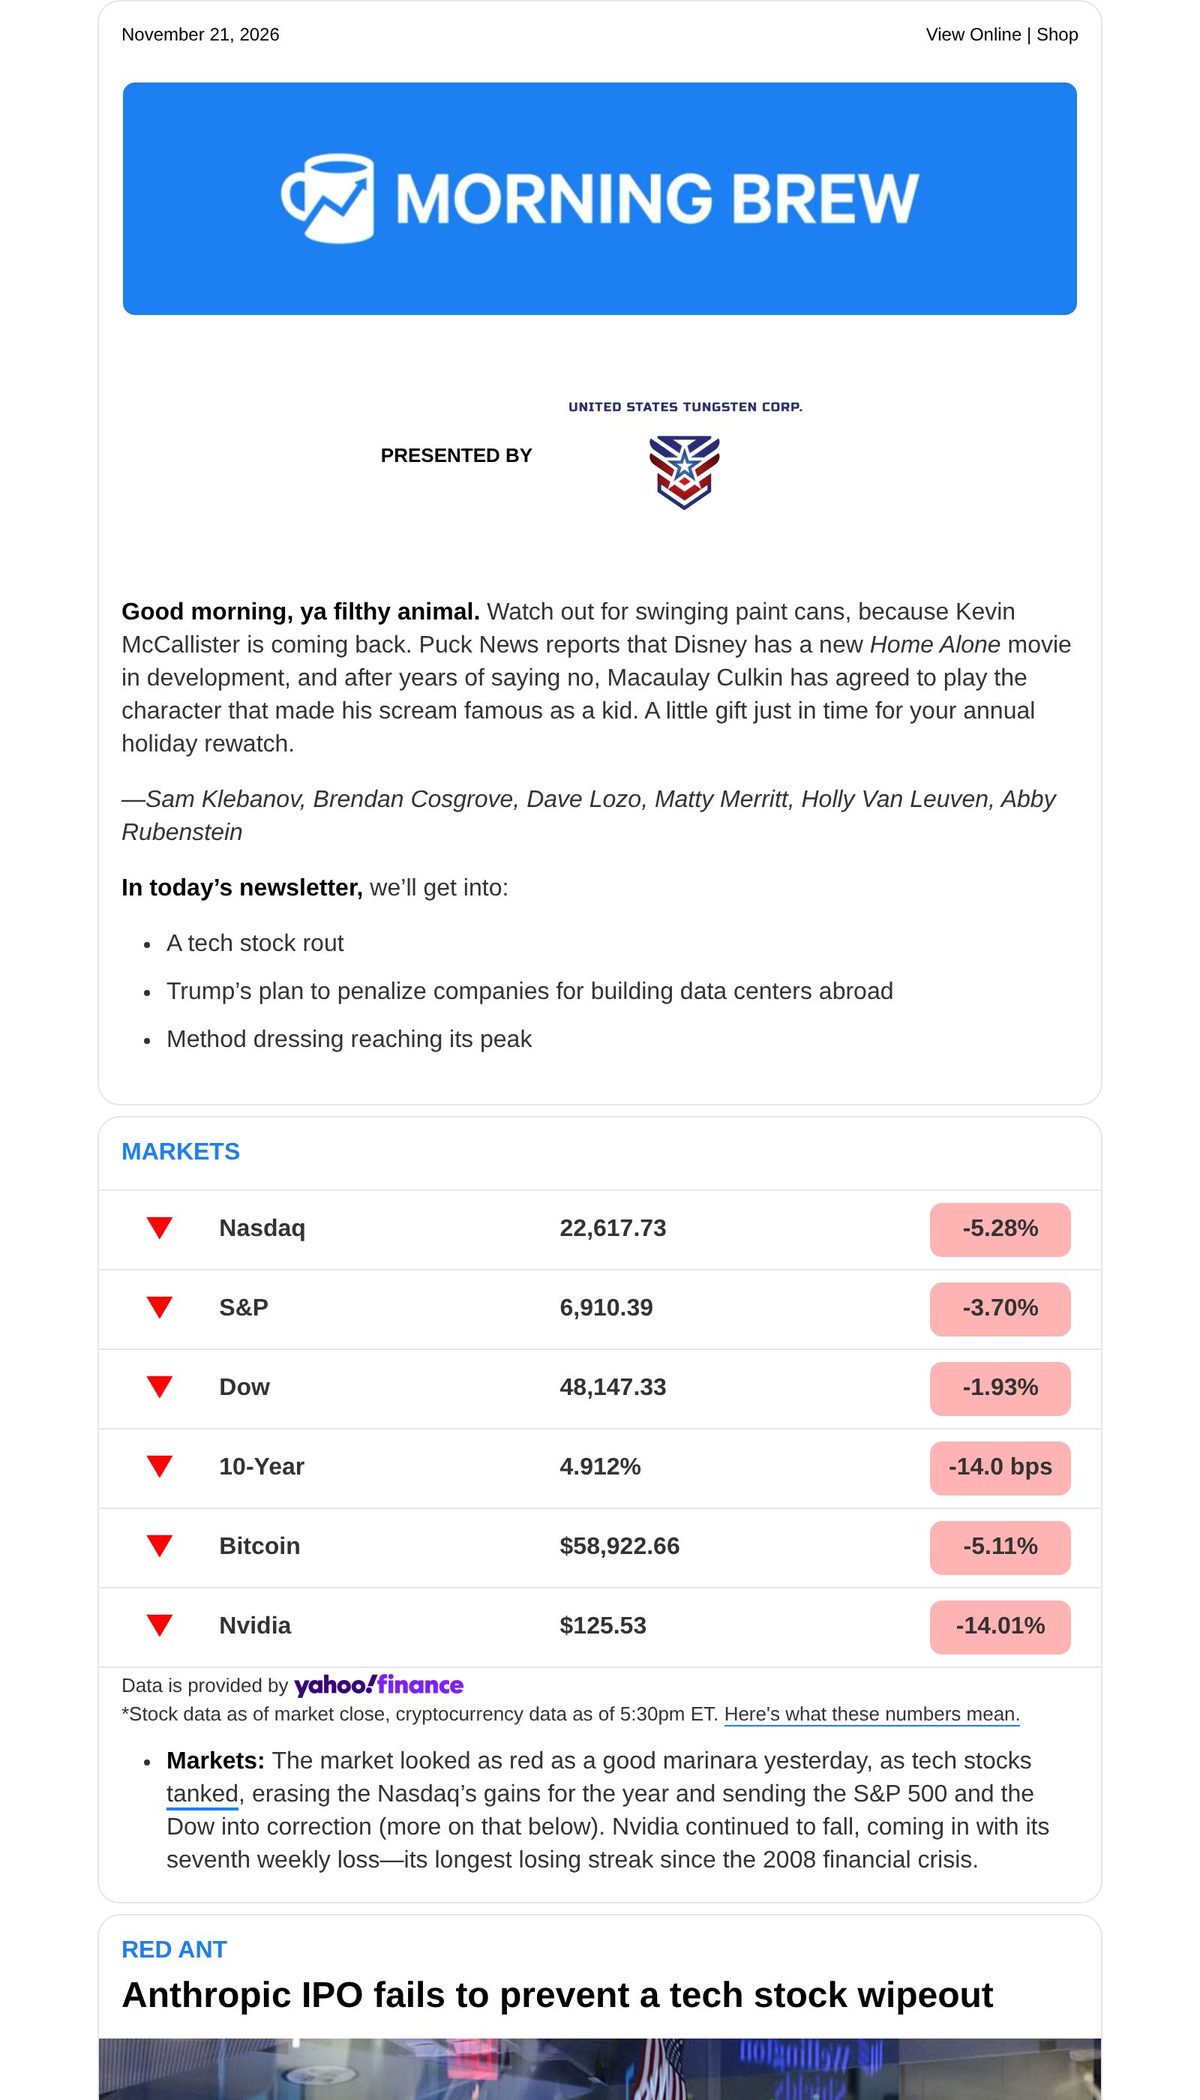 November 21, 2026
View Online | Shop
MORNING BREW
UNITED STATES TUNGSTEN CORP.
PRESENTED BY
Good morning, ya filthy animal. Watch out for swinging paint cans, because Kevin
McCallister is coming back. Puck News reports that Disney has a new Home Alone movie
in development, and after years of saying no, Macaulay Culkin has agreed to play the
character that made his scream famous as a kid. A little gift just in time for your annual
holiday rewatch.
—Sam Klebanov, Brendan Cosgrove, Dave Lozo, Matty Merritt, Holly Van Leuven, Abby
Rubenstein
In today’s newsletter, we’ll get into:
• A tech stock rout
• Trump’s plan to penalize companies for building data centers abroad
• Method dressing reaching its peak
MARKETS
Nasdaq 22,617.73 -5.28%
S&P 6,910.39 -3.70%
Dow 48,147.33 -1.93%
10-Year 4.912% -14.0 bps
Bitcoin $58,922.66 -5.11%
Nvidia $125.53 -14.01%
Data is provided by yahoo!finance
*Stock data as of market close, cryptocurrency data as of 5:30pm ET. Here's what these numbers mean.
• Markets: The market looked as red as a good marinara yesterday, as tech stocks
tanked, erasing the Nasdaq’s gains for the year and sending the S&P 500 and the
Dow into correction (more on that below). Nvidia continued to fall, coming in with its
seventh weekly loss—its longest losing streak since the 2008 financial crisis.
RED ANT
Anthropic IPO fails to prevent a tech stock wipeout